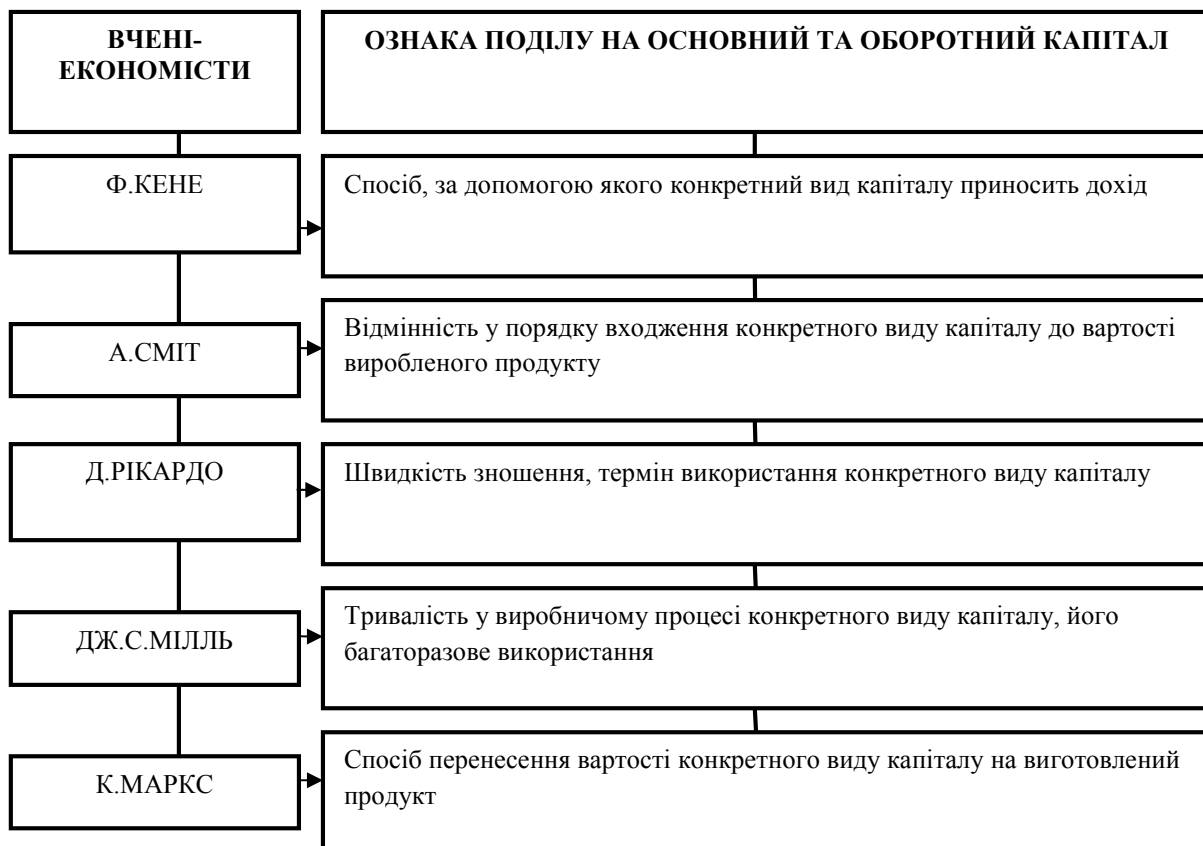 ВЧЕНІ-
ЕКОНОМІСТИ
ОЗНАКА ПОДІЛУ НА ОСНОВНИЙ ТА ОБОРОТНИЙ КАПІТАЛ
Ф.КЕНЕ
Спосіб, за допомогою якого конкретний вид капіталу приносить дохід
А.СМІТ
Відмінність у порядку входження конкретного виду капіталу до вартості
виробленого продукту
Д.РІКАРДО
Швидкість зношення, термін використання конкретного виду капіталу
ДЖ.С.МІЛЛЬ
Тривалість у виробничому процесі конкретного виду капіталу, його
багаторазове використання
К.МАРКС
Спосіб перенесення вартості конкретного виду капіталу на виготовлений
продукт